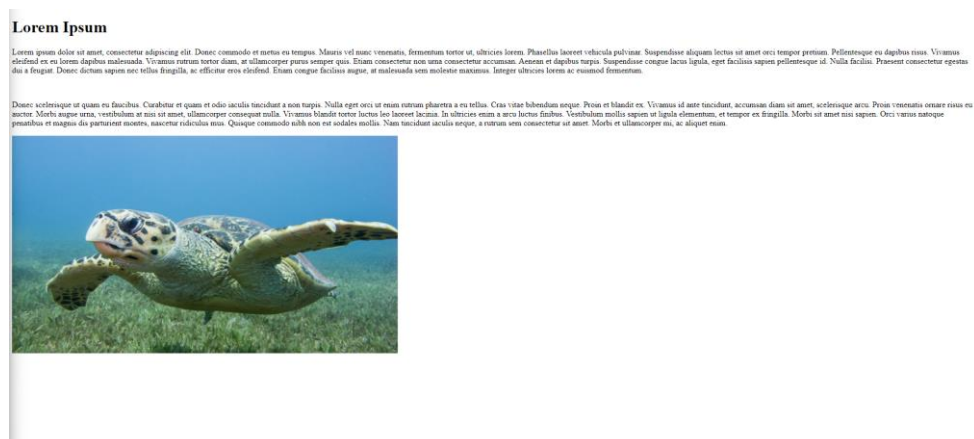 Lorem Ipsum
Lorem ipsum dolor sit amet, consectetur adipiscing elit. Donec commodo et metus eu tempus. Mauris vel nunc venenatis, fermentum tortor ut, ultricies lorem. Phasellus laoreet vehicula pulvinar. Suspendisse aliquam lectus sit amet orci tempor pretium. Pellentesque eu dapibus risus. Vivamus
eleifend ex eu lorem dapibus malesuada. Vivamus rutrum tortor diam, at ullamcorper purus semper quis. Etiam consectetur non urna consectetur accumsan. Aenean et dapibus turpis. Suspendisse congue lacus ligula, eget facilisis sapien pellentesque id. Nulla facilisi. Praesent consectetur egestas
dui a feugiat. Donec dictum sapien nec tellus fringilla, ac efficitur eros eleifend. Etiam congue facilisis augue, at malesuada sem molestie maximus. Integer ultricies lorem ac euismod fermentum.
Donec scelerisque ut quam eu faucibus. Curabitur et quam et odio iaculis tincidunt a non turpis. Nulla eget orci ut enim rutrum pharetra a eu tellus. Cras vitae bibendum neque. Proin et blandit ex. Vivamus id ante tincidunt, accumsan diam sit amet, scelerisque arcu. Proin venenatis ornare risus eu
auctor. Morbi augue urna, vestibulum at nisi sit amet, ullamcorper consequat nulla. Vivamus blandit tortor luctus leo laoreet lacinia. In ultricies enim a arcu luctus finibus. Vestibulum mollis sapien ut ligula elementum, et tempor ex fringilla. Morbi sit amet nisi sapien. Orci varius natoque
penatibus et magnis dis parturient montes, nascetur ridiculus mus. Quisque commodo nibh non est sodales mollis. Nam tincidunt iaculis neque, a rutrum sem consectetur sit amet. Morbi et ullamcorper mi, ac aliquet enim.